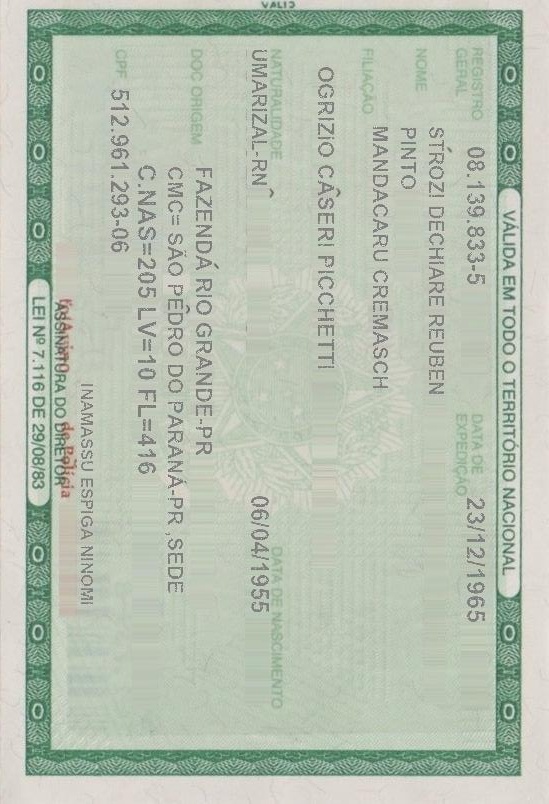 VÁLIDA EM TODO O TERRITÓRIO NACIONAL
REGISTRO GERAL 08.139.833-5 DATA DE EXPEDIÇÃO 23/12/1965
NOME STROZI DECHIARE REUBEN
PINTO
FILIAÇÃO MANDACARU CREMASCH
OGRIZIO CÂSERI PICCHETTI
NATURALIDADE DATA DE NASCIMENTO
UMARIZAL-RN 06/04/1955
DOC ORIGEM FAZENDA RIO GRANDE-PR
CMC= SÃO PEDRO DO PARANÁ-PR ,SEDE
C.NAS=205 LV=10 FL=416
CPF 512.961.293-06
INAMASSU ESPIGA NINOMI
ASSINATURA DO DIRETOR
LEI Nº 7.116 DE 29/08/83